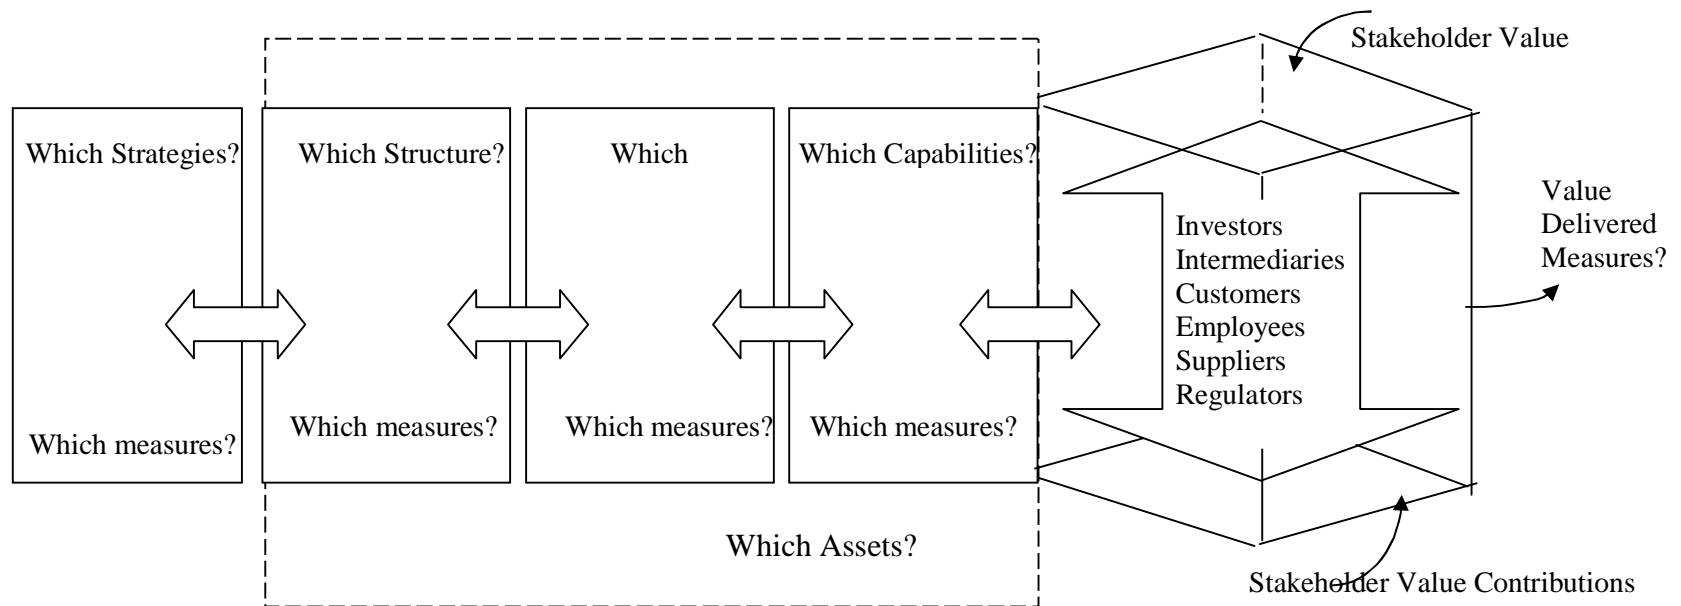 Stakeholder Value
Which Strategies?
Which Structure?
Which
Which Capabilities?
Value
Delivered
Measures?
Investors
Intermediaries
Customers
Employees
Suppliers
Regulators
Which measures?
Which measures?
Which measures?
Which measures?
Which Assets?
Stakeholder Value Contributions